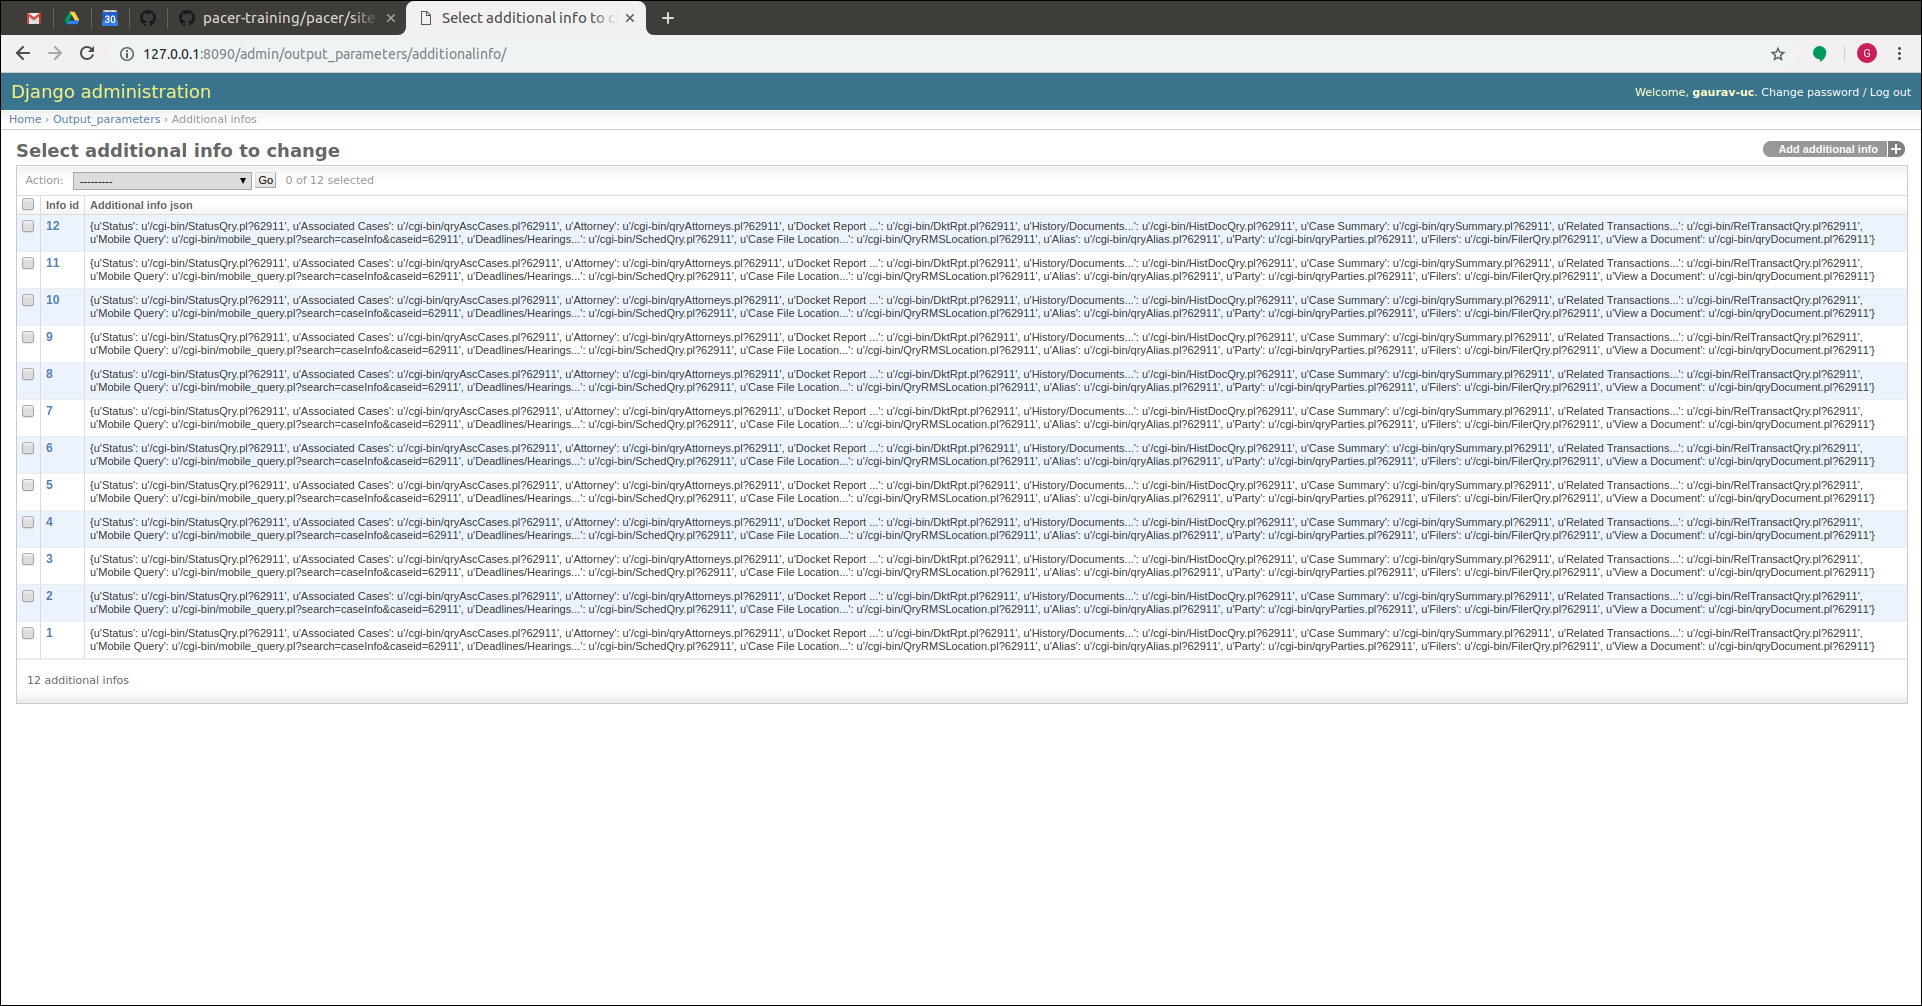 30 pacer-training/pacer/site Select additional info to c
127.0.0.1:8090/admin/output_parameters/additionalinfo/ G
Django administration Welcome, gaurav-uc. Change password / Log out
Home › Output_parameters › Additional infos
Select additional info to change Add additional info
Action: --------- Go 0 of 12 selected
Info id Additional info json
12 {u'Status': u'/cgi-bin/StatusQry.pl?62911', u'Associated Cases': u'/cgi-bin/qryAscCases.pl?62911', u'Attorney': u'/cgi-bin/qryAttorneys.pl?62911', u'Docket Report ...': u'/cgi-bin/DktRpt.pl?62911', u'History/Documents...': u'/cgi-bin/HistDocQry.pl?62911', u'Case Summary': u'/cgi-bin/qrySummary.pl?62911', u'Related Transactions...': u'/cgi-bin/RelTransactQry.pl?62911',
u'Mobile Query': u'/cgi-bin/mobile_query.pl?search=caseInfo&caseid=62911', u'Deadlines/Hearings...': u'/cgi-bin/SchedQry.pl?62911', u'Case File Location...': u'/cgi-bin/QryRMSLocation.pl?62911', u'Alias': u'/cgi-bin/qryAlias.pl?62911', u'Party': u'/cgi-bin/qryParties.pl?62911', u'Filers': u'/cgi-bin/FilerQry.pl?62911', u'View a Document': u'/cgi-bin/qryDocument.pl?62911'}
11 {u'Status': u'/cgi-bin/StatusQry.pl?62911', u'Associated Cases': u'/cgi-bin/qryAscCases.pl?62911', u'Attorney': u'/cgi-bin/qryAttorneys.pl?62911', u'Docket Report ...': u'/cgi-bin/DktRpt.pl?62911', u'History/Documents...': u'/cgi-bin/HistDocQry.pl?62911', u'Case Summary': u'/cgi-bin/qrySummary.pl?62911', u'Related Transactions...': u'/cgi-bin/RelTransactQry.pl?62911',
u'Mobile Query': u'/cgi-bin/mobile_query.pl?search=caseInfo&caseid=62911', u'Deadlines/Hearings...': u'/cgi-bin/SchedQry.pl?62911', u'Case File Location...': u'/cgi-bin/QryRMSLocation.pl?62911', u'Alias': u'/cgi-bin/qryAlias.pl?62911', u'Party': u'/cgi-bin/qryParties.pl?62911', u'Filers': u'/cgi-bin/FilerQry.pl?62911', u'View a Document': u'/cgi-bin/qryDocument.pl?62911'}
10 {u'Status': u'/cgi-bin/StatusQry.pl?62911', u'Associated Cases': u'/cgi-bin/qryAscCases.pl?62911', u'Attorney': u'/cgi-bin/qryAttorneys.pl?62911', u'Docket Report ...': u'/cgi-bin/DktRpt.pl?62911', u'History/Documents...': u'/cgi-bin/HistDocQry.pl?62911', u'Case Summary': u'/cgi-bin/qrySummary.pl?62911', u'Related Transactions...': u'/cgi-bin/RelTransactQry.pl?62911',
u'Mobile Query': u'/cgi-bin/mobile_query.pl?search=caseInfo&caseid=62911', u'Deadlines/Hearings...': u'/cgi-bin/SchedQry.pl?62911', u'Case File Location...': u'/cgi-bin/QryRMSLocation.pl?62911', u'Alias': u'/cgi-bin/qryAlias.pl?62911', u'Party': u'/cgi-bin/qryParties.pl?62911', u'Filers': u'/cgi-bin/FilerQry.pl?62911', u'View a Document': u'/cgi-bin/qryDocument.pl?62911'}
9 {u'Status': u'/cgi-bin/StatusQry.pl?62911', u'Associated Cases': u'/cgi-bin/qryAscCases.pl?62911', u'Attorney': u'/cgi-bin/qryAttorneys.pl?62911', u'Docket Report ...': u'/cgi-bin/DktRpt.pl?62911', u'History/Documents...': u'/cgi-bin/HistDocQry.pl?62911', u'Case Summary': u'/cgi-bin/qrySummary.pl?62911', u'Related Transactions...': u'/cgi-bin/RelTransactQry.pl?62911',
u'Mobile Query': u'/cgi-bin/mobile_query.pl?search=caseInfo&caseid=62911', u'Deadlines/Hearings...': u'/cgi-bin/SchedQry.pl?62911', u'Case File Location...': u'/cgi-bin/QryRMSLocation.pl?62911', u'Alias': u'/cgi-bin/qryAlias.pl?62911', u'Party': u'/cgi-bin/qryParties.pl?62911', u'Filers': u'/cgi-bin/FilerQry.pl?62911', u'View a Document': u'/cgi-bin/qryDocument.pl?62911'}
8 {u'Status': u'/cgi-bin/StatusQry.pl?62911', u'Associated Cases': u'/cgi-bin/qryAscCases.pl?62911', u'Attorney': u'/cgi-bin/qryAttorneys.pl?62911', u'Docket Report ...': u'/cgi-bin/DktRpt.pl?62911', u'History/Documents...': u'/cgi-bin/HistDocQry.pl?62911', u'Case Summary': u'/cgi-bin/qrySummary.pl?62911', u'Related Transactions...': u'/cgi-bin/RelTransactQry.pl?62911',
u'Mobile Query': u'/cgi-bin/mobile_query.pl?search=caseInfo&caseid=62911', u'Deadlines/Hearings...': u'/cgi-bin/SchedQry.pl?62911', u'Case File Location...': u'/cgi-bin/QryRMSLocation.pl?62911', u'Alias': u'/cgi-bin/qryAlias.pl?62911', u'Party': u'/cgi-bin/qryParties.pl?62911', u'Filers': u'/cgi-bin/FilerQry.pl?62911', u'View a Document': u'/cgi-bin/qryDocument.pl?62911'}
7 {u'Status': u'/cgi-bin/StatusQry.pl?62911', u'Associated Cases': u'/cgi-bin/qryAscCases.pl?62911', u'Attorney': u'/cgi-bin/qryAttorneys.pl?62911', u'Docket Report ...': u'/cgi-bin/DktRpt.pl?62911', u'History/Documents...': u'/cgi-bin/HistDocQry.pl?62911', u'Case Summary': u'/cgi-bin/qrySummary.pl?62911', u'Related Transactions...': u'/cgi-bin/RelTransactQry.pl?62911',
u'Mobile Query': u'/cgi-bin/mobile_query.pl?search=caseInfo&caseid=62911', u'Deadlines/Hearings...': u'/cgi-bin/SchedQry.pl?62911', u'Case File Location...': u'/cgi-bin/QryRMSLocation.pl?62911', u'Alias': u'/cgi-bin/qryAlias.pl?62911', u'Party': u'/cgi-bin/qryParties.pl?62911', u'Filers': u'/cgi-bin/FilerQry.pl?62911', u'View a Document': u'/cgi-bin/qryDocument.pl?62911'}
6 {u'Status': u'/cgi-bin/StatusQry.pl?62911', u'Associated Cases': u'/cgi-bin/qryAscCases.pl?62911', u'Attorney': u'/cgi-bin/qryAttorneys.pl?62911', u'Docket Report ...': u'/cgi-bin/DktRpt.pl?62911', u'History/Documents...': u'/cgi-bin/HistDocQry.pl?62911', u'Case Summary': u'/cgi-bin/qrySummary.pl?62911', u'Related Transactions...': u'/cgi-bin/RelTransactQry.pl?62911',
u'Mobile Query': u'/cgi-bin/mobile_query.pl?search=caseInfo&caseid=62911', u'Deadlines/Hearings...': u'/cgi-bin/SchedQry.pl?62911', u'Case File Location...': u'/cgi-bin/QryRMSLocation.pl?62911', u'Alias': u'/cgi-bin/qryAlias.pl?62911', u'Party': u'/cgi-bin/qryParties.pl?62911', u'Filers': u'/cgi-bin/FilerQry.pl?62911', u'View a Document': u'/cgi-bin/qryDocument.pl?62911'}
5 {u'Status': u'/cgi-bin/StatusQry.pl?62911', u'Associated Cases': u'/cgi-bin/qryAscCases.pl?62911', u'Attorney': u'/cgi-bin/qryAttorneys.pl?62911', u'Docket Report ...': u'/cgi-bin/DktRpt.pl?62911', u'History/Documents...': u'/cgi-bin/HistDocQry.pl?62911', u'Case Summary': u'/cgi-bin/qrySummary.pl?62911', u'Related Transactions...': u'/cgi-bin/RelTransactQry.pl?62911',
u'Mobile Query': u'/cgi-bin/mobile_query.pl?search=caseInfo&caseid=62911', u'Deadlines/Hearings...': u'/cgi-bin/SchedQry.pl?62911', u'Case File Location...': u'/cgi-bin/QryRMSLocation.pl?62911', u'Alias': u'/cgi-bin/qryAlias.pl?62911', u'Party': u'/cgi-bin/qryParties.pl?62911', u'Filers': u'/cgi-bin/FilerQry.pl?62911', u'View a Document': u'/cgi-bin/qryDocument.pl?62911'}
4 {u'Status': u'/cgi-bin/StatusQry.pl?62911', u'Associated Cases': u'/cgi-bin/qryAscCases.pl?62911', u'Attorney': u'/cgi-bin/qryAttorneys.pl?62911', u'Docket Report ...': u'/cgi-bin/DktRpt.pl?62911', u'History/Documents...': u'/cgi-bin/HistDocQry.pl?62911', u'Case Summary': u'/cgi-bin/qrySummary.pl?62911', u'Related Transactions...': u'/cgi-bin/RelTransactQry.pl?62911',
u'Mobile Query': u'/cgi-bin/mobile_query.pl?search=caseInfo&caseid=62911', u'Deadlines/Hearings...': u'/cgi-bin/SchedQry.pl?62911', u'Case File Location...': u'/cgi-bin/QryRMSLocation.pl?62911', u'Alias': u'/cgi-bin/qryAlias.pl?62911', u'Party': u'/cgi-bin/qryParties.pl?62911', u'Filers': u'/cgi-bin/FilerQry.pl?62911', u'View a Document': u'/cgi-bin/qryDocument.pl?62911'}
3 {u'Status': u'/cgi-bin/StatusQry.pl?62911', u'Associated Cases': u'/cgi-bin/qryAscCases.pl?62911', u'Attorney': u'/cgi-bin/qryAttorneys.pl?62911', u'Docket Report ...': u'/cgi-bin/DktRpt.pl?62911', u'History/Documents...': u'/cgi-bin/HistDocQry.pl?62911', u'Case Summary': u'/cgi-bin/qrySummary.pl?62911', u'Related Transactions...': u'/cgi-bin/RelTransactQry.pl?62911',
u'Mobile Query': u'/cgi-bin/mobile_query.pl?search=caseInfo&caseid=62911', u'Deadlines/Hearings...': u'/cgi-bin/SchedQry.pl?62911', u'Case File Location...': u'/cgi-bin/QryRMSLocation.pl?62911', u'Alias': u'/cgi-bin/qryAlias.pl?62911', u'Party': u'/cgi-bin/qryParties.pl?62911', u'Filers': u'/cgi-bin/FilerQry.pl?62911', u'View a Document': u'/cgi-bin/qryDocument.pl?62911'}
2 {u'Status': u'/cgi-bin/StatusQry.pl?62911', u'Associated Cases': u'/cgi-bin/qryAscCases.pl?62911', u'Attorney': u'/cgi-bin/qryAttorneys.pl?62911', u'Docket Report ...': u'/cgi-bin/DktRpt.pl?62911', u'History/Documents...': u'/cgi-bin/HistDocQry.pl?62911', u'Case Summary': u'/cgi-bin/qrySummary.pl?62911', u'Related Transactions...': u'/cgi-bin/RelTransactQry.pl?62911',
u'Mobile Query': u'/cgi-bin/mobile_query.pl?search=caseInfo&caseid=62911', u'Deadlines/Hearings...': u'/cgi-bin/SchedQry.pl?62911', u'Case File Location...': u'/cgi-bin/QryRMSLocation.pl?62911', u'Alias': u'/cgi-bin/qryAlias.pl?62911', u'Party': u'/cgi-bin/qryParties.pl?62911', u'Filers': u'/cgi-bin/FilerQry.pl?62911', u'View a Document': u'/cgi-bin/qryDocument.pl?62911'}
1 {u'Status': u'/cgi-bin/StatusQry.pl?62911', u'Associated Cases': u'/cgi-bin/qryAscCases.pl?62911', u'Attorney': u'/cgi-bin/qryAttorneys.pl?62911', u'Docket Report ...': u'/cgi-bin/DktRpt.pl?62911', u'History/Documents...': u'/cgi-bin/HistDocQry.pl?62911', u'Case Summary': u'/cgi-bin/qrySummary.pl?62911', u'Related Transactions...': u'/cgi-bin/RelTransactQry.pl?62911',
u'Mobile Query': u'/cgi-bin/mobile_query.pl?search=caseInfo&caseid=62911', u'Deadlines/Hearings...': u'/cgi-bin/SchedQry.pl?62911', u'Case File Location...': u'/cgi-bin/QryRMSLocation.pl?62911', u'Alias': u'/cgi-bin/qryAlias.pl?62911', u'Party': u'/cgi-bin/qryParties.pl?62911', u'Filers': u'/cgi-bin/FilerQry.pl?62911', u'View a Document': u'/cgi-bin/qryDocument.pl?62911'}
12 additional infos